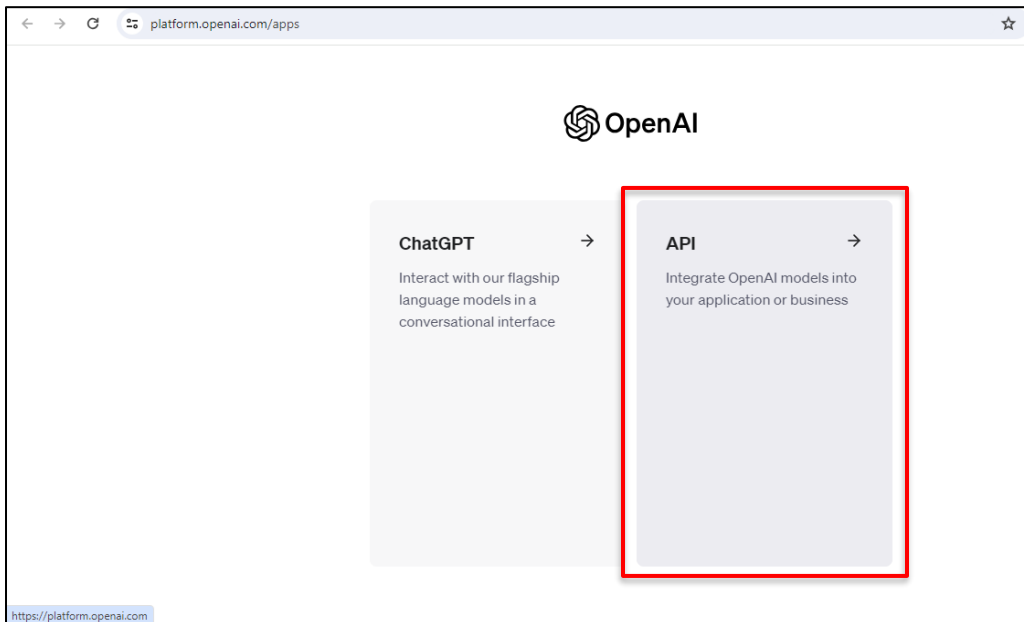 platform.openai.com/apps
OpenAI
ChatGPT
Interact with our flagship
language models in a
conversational interface
API
Integrate OpenAI models into
your application or business
https://platform.openai.com